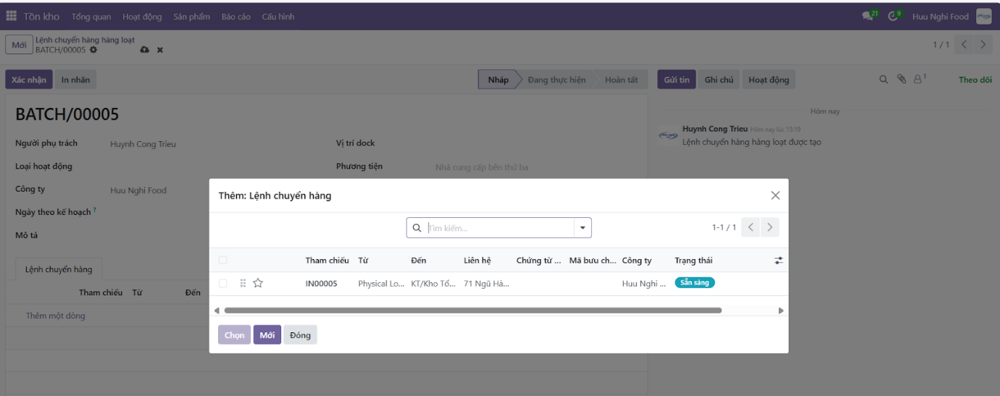 Tồn kho Tổng quan Hoạt động Sản phẩm Báo cáo Cấu hình 21 9 Huu Nghi Food
Mới Lệnh chuyển hàng hàng loạt
BATCH/00005 1 / 1
Xác nhận In nhãn Nháp Đang thực hiện Hoàn tất Gửi tin Ghi chú Hoạt động 1 Theo dõi
BATCH/00005
Hôm nay
Người phụ trách Huynh Cong Trieu Vị trí dock
Huynh Cong Trieu Hôm nay lúc 15:19
Lệnh chuyển hàng hàng loạt được tạo
Loại hoạt động Phương tiện Nhà cung cấp bên thứ ba
Công ty Huu Nghi Food
Ngày theo kế hoạch ?
Mô tả
Lệnh chuyển hàng
Tham chiếu Từ Đến
Thêm một dòng
Thêm: Lệnh chuyển hàng
Tìm kiếm... 1-1 / 1
Tham chiếu Từ Đến Liên hệ Chứng từ ... Mã bưu ch... Công ty Trạng thái
IN00005 Physical Lo... KT/Kho Tổ... 71 Ngũ Hà... Huu Nghi ... Sẵn sàng
Chọn Mới Đóng